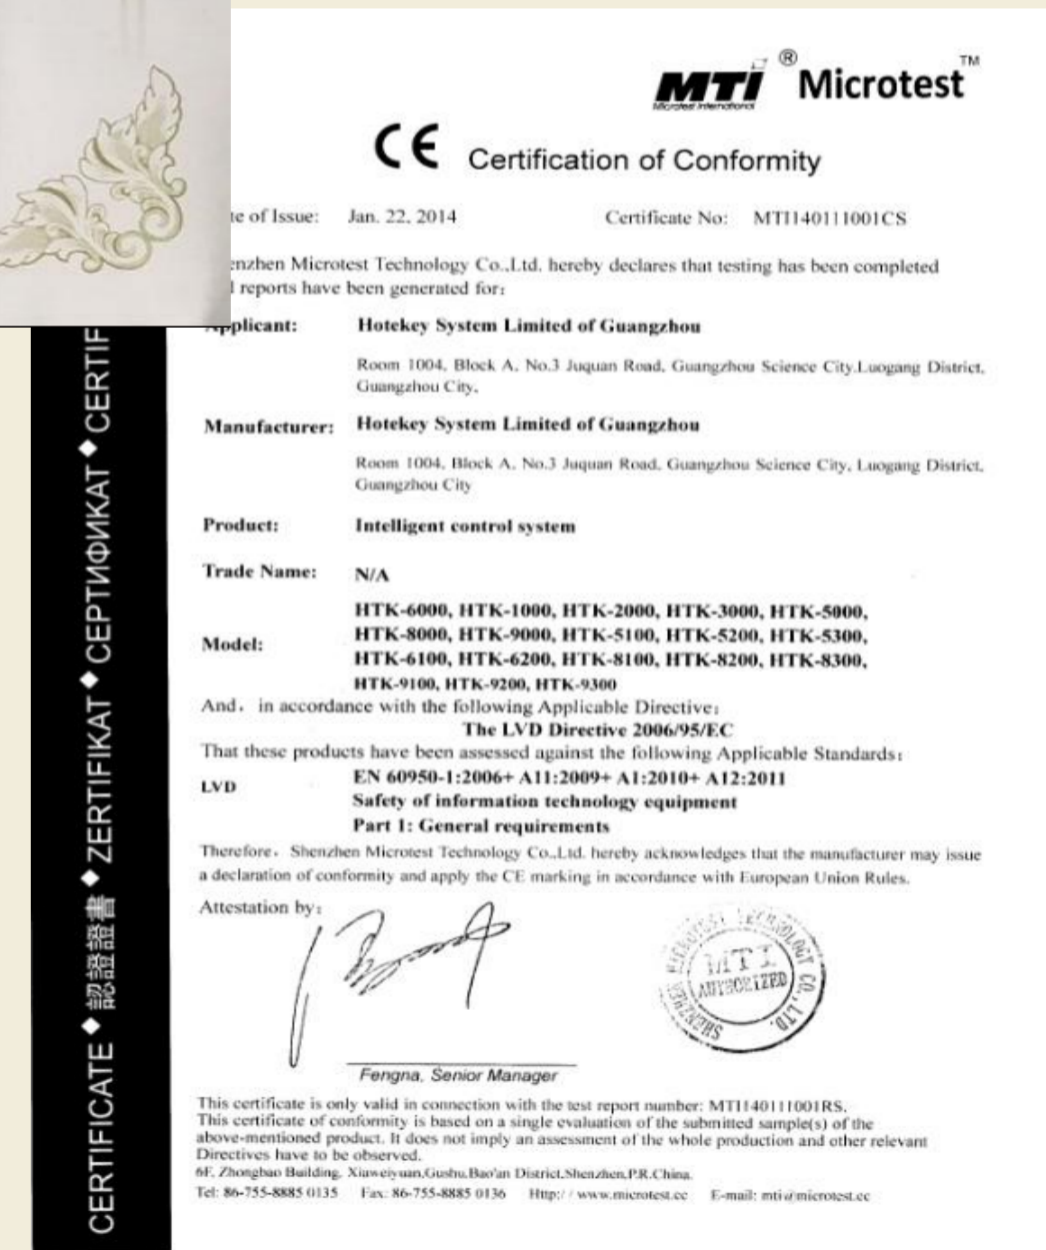 MTI ® Microtest™
Microtest International
CE Certification of Conformity
te of Issue: Jan. 22, 2014 Certificate No: MTI140111001CS
enzhen Microtest Technology Co.,Ltd. hereby declares that testing has been completed
reports have been generated for:
Applicant: Hotekey System Limited of Guangzhou
Room 1004, Block A, No.3 Juquan Road, Guangzhou Science City,Luogang District,
Guangzhou City.
Manufacturer: Hotekey System Limited of Guangzhou
Room 1004, Block A, No.3 Juquan Road, Guangzhou Science City, Luogang District,
Guangzhou City
Product: Intelligent control system
Trade Name: N/A
Model: HTK-6000, HTK-1000, HTK-2000, HTK-3000, HTK-5000,
HTK-8000, HTK-9000, HTK-5100, HTK-5200, HTK-5300,
HTK-6100, HTK-6200, HTK-8100, HTK-8200, HTK-8300,
HTK-9100, HTK-9200, HTK-9300
And, in accordance with the following Applicable Directive:
The LVD Directive 2006/95/EC
That these products have been assessed against the following Applicable Standards:
LVD EN 60950-1:2006+ A11:2009+ A1:2010+ A12:2011
Safety of information technology equipment
Part 1: General requirements
Therefore, Shenzhen Microtest Technology Co.,Ltd. hereby acknowledges that the manufacturer may issue
a declaration of conformity and apply the CE marking in accordance with European Union Rules.
Attestation by:
SHENZHEN MICROTEST TECHNOLOGY CO., LTD.
MTI
AUTHORIZED
Fengna, Senior Manager
This certificate is only valid in connection with the test report number: MTI140111001RS.
This certificate of conformity is based on a single evaluation of the submitted sample(s) of the
above-mentioned product. It does not imply an assessment of the whole production and other relevant
Directives have to be observed.
6F, Zhongbao Building, Xiaweiyuan,Gushu,Bao'an District,Shenzhen,P.R.China.
Tel: 86-755-8885 0135 Fax: 86-755-8885 0136 Http://www.microtest.cc E-mail: mti@microtest.cc
CERTIFICATE ◆ 認證證書 ◆ ZERTIFIKAT ◆ СЕРТИФИКАТ ◆ CERTIF